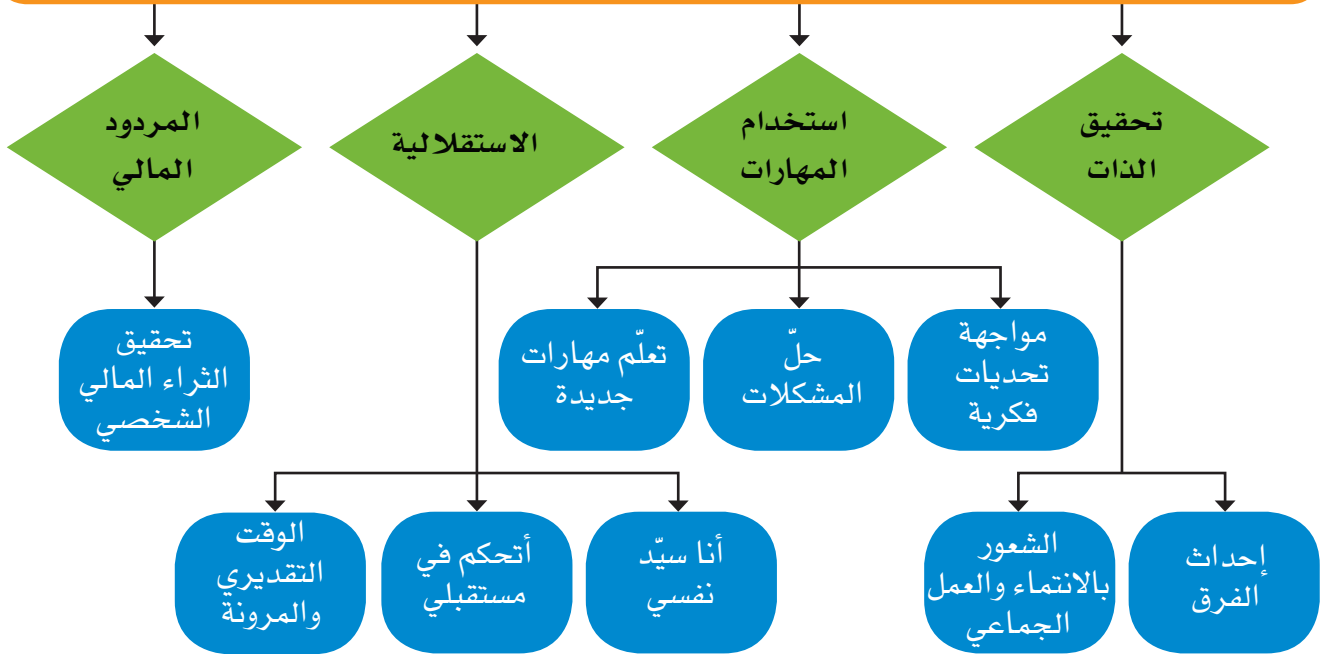 تحقيق
الذات
استخدام
المهارات
الاستقلالية
المردود
المالي
مواجهة
تحديات
فكرية
حلّ
المشكلات
تعلّم مهارات
جديدة
تحقيق
الثراء المالي
الشخصي
إحداث
الفرق
الشعور
بالانتماء والعمل
الجماعي
أنا سيّد
نفسي
أتحكم في
مستقبلي
الوقت
التقديري
والمرونة